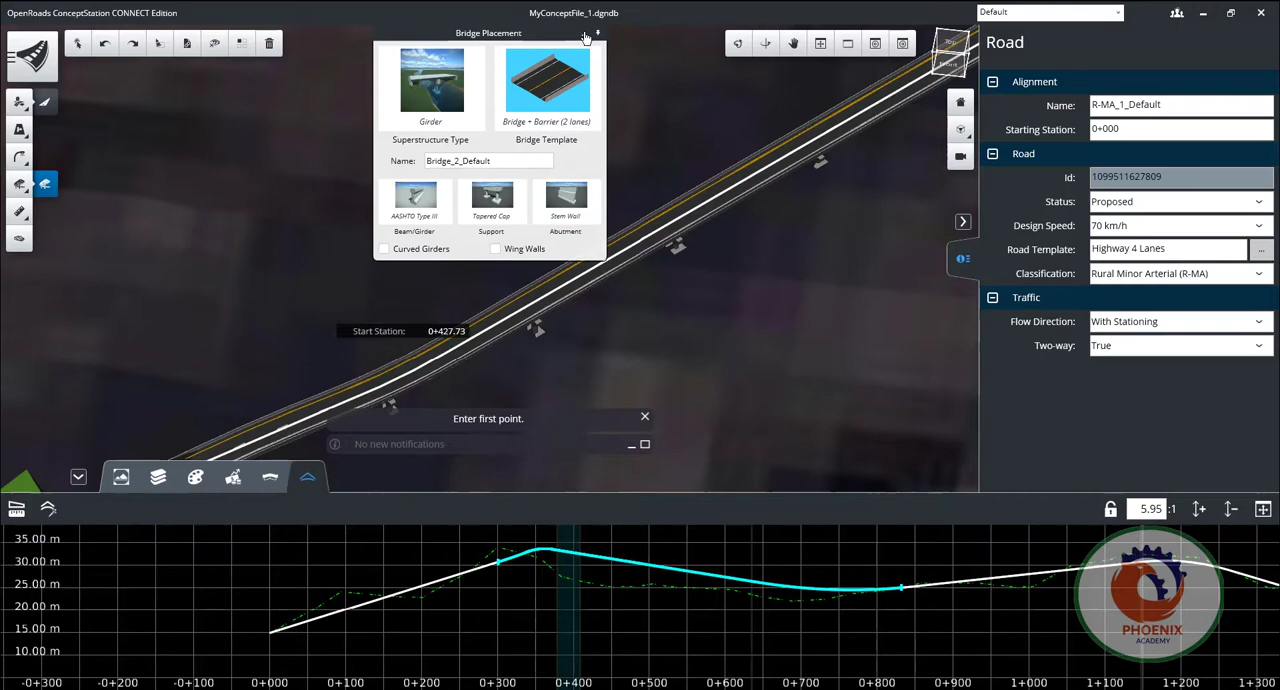 OpenRoads ConceptStation CONNECT Edition
MyConceptFile_1.dgndb
Default
Bridge Placement
Girder
Bridge + Barrier (2 lanes)
Superstructure Type
Bridge Template
Name: Bridge_2_Default
AASHTO Type III
Tapered Cap
Stem Wall
Beam/Girder
Support
Abutment
Curved Girders
Wing Walls
Start Station: 0+427.73
Enter first point.
No new notifications
Top
Road
Alignment
Name: R-MA_1_Default
Starting Station: 0+000
Road
Id: 1099511627809
Status: Proposed
Design Speed: 70 km/h
Road Template: Highway 4 Lanes ...
Classification: Rural Minor Arterial (R-MA)
Traffic
Flow Direction: With Stationing
Two-way: True
5.95 :1
35.00 m
30.00 m
25.00 m
20.00 m
15.00 m
10.00 m
-0+300 -0+200 -0+100 0+000 0+100 0+200 0+300 0+400 0+500 0+600 0+700 0+800 0+900 1+000 1+100 1+200 1+300
PHOENIX
ACADEMY